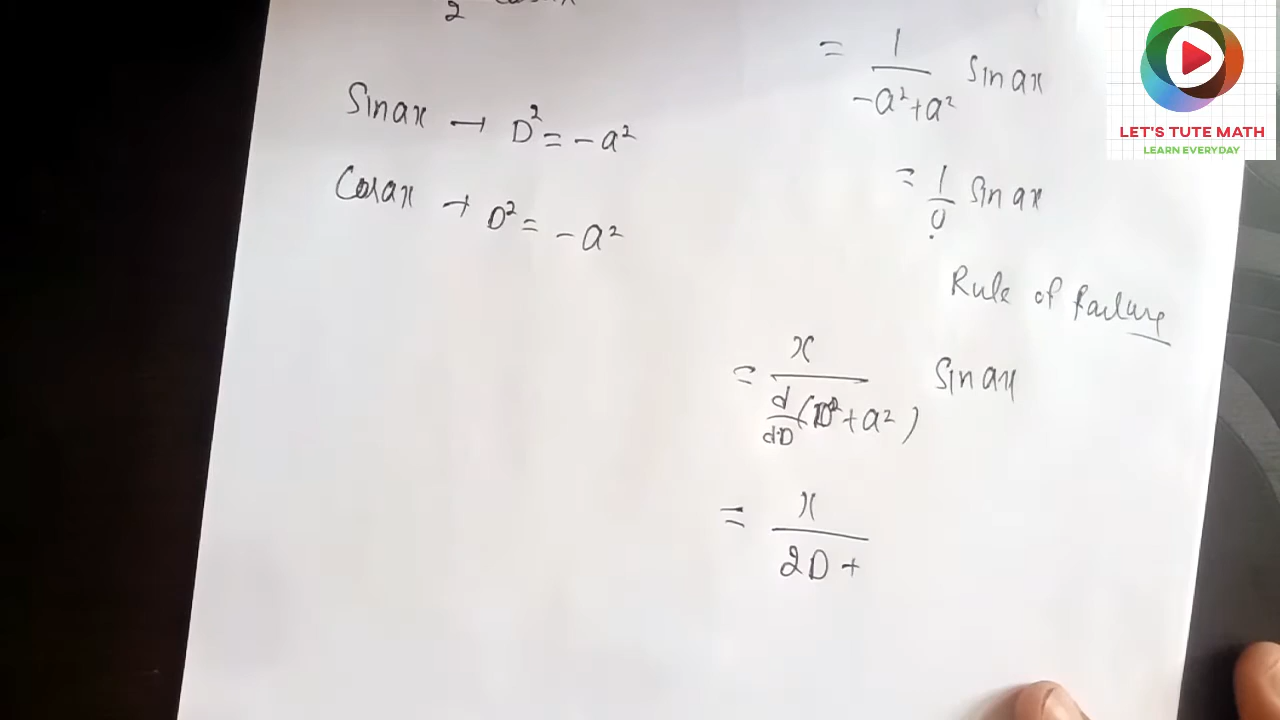 2
Sin ax → D² = -a²
Cos ax → D² = -a²
= 1/(-a²+a²) Sin ax
= 1/0 Sin ax
Rule of failure
= x/(d/dD (D²+a²)) Sin ax
= x/(2D +
LET'S TUTE MATH
LEARN EVERYDAY